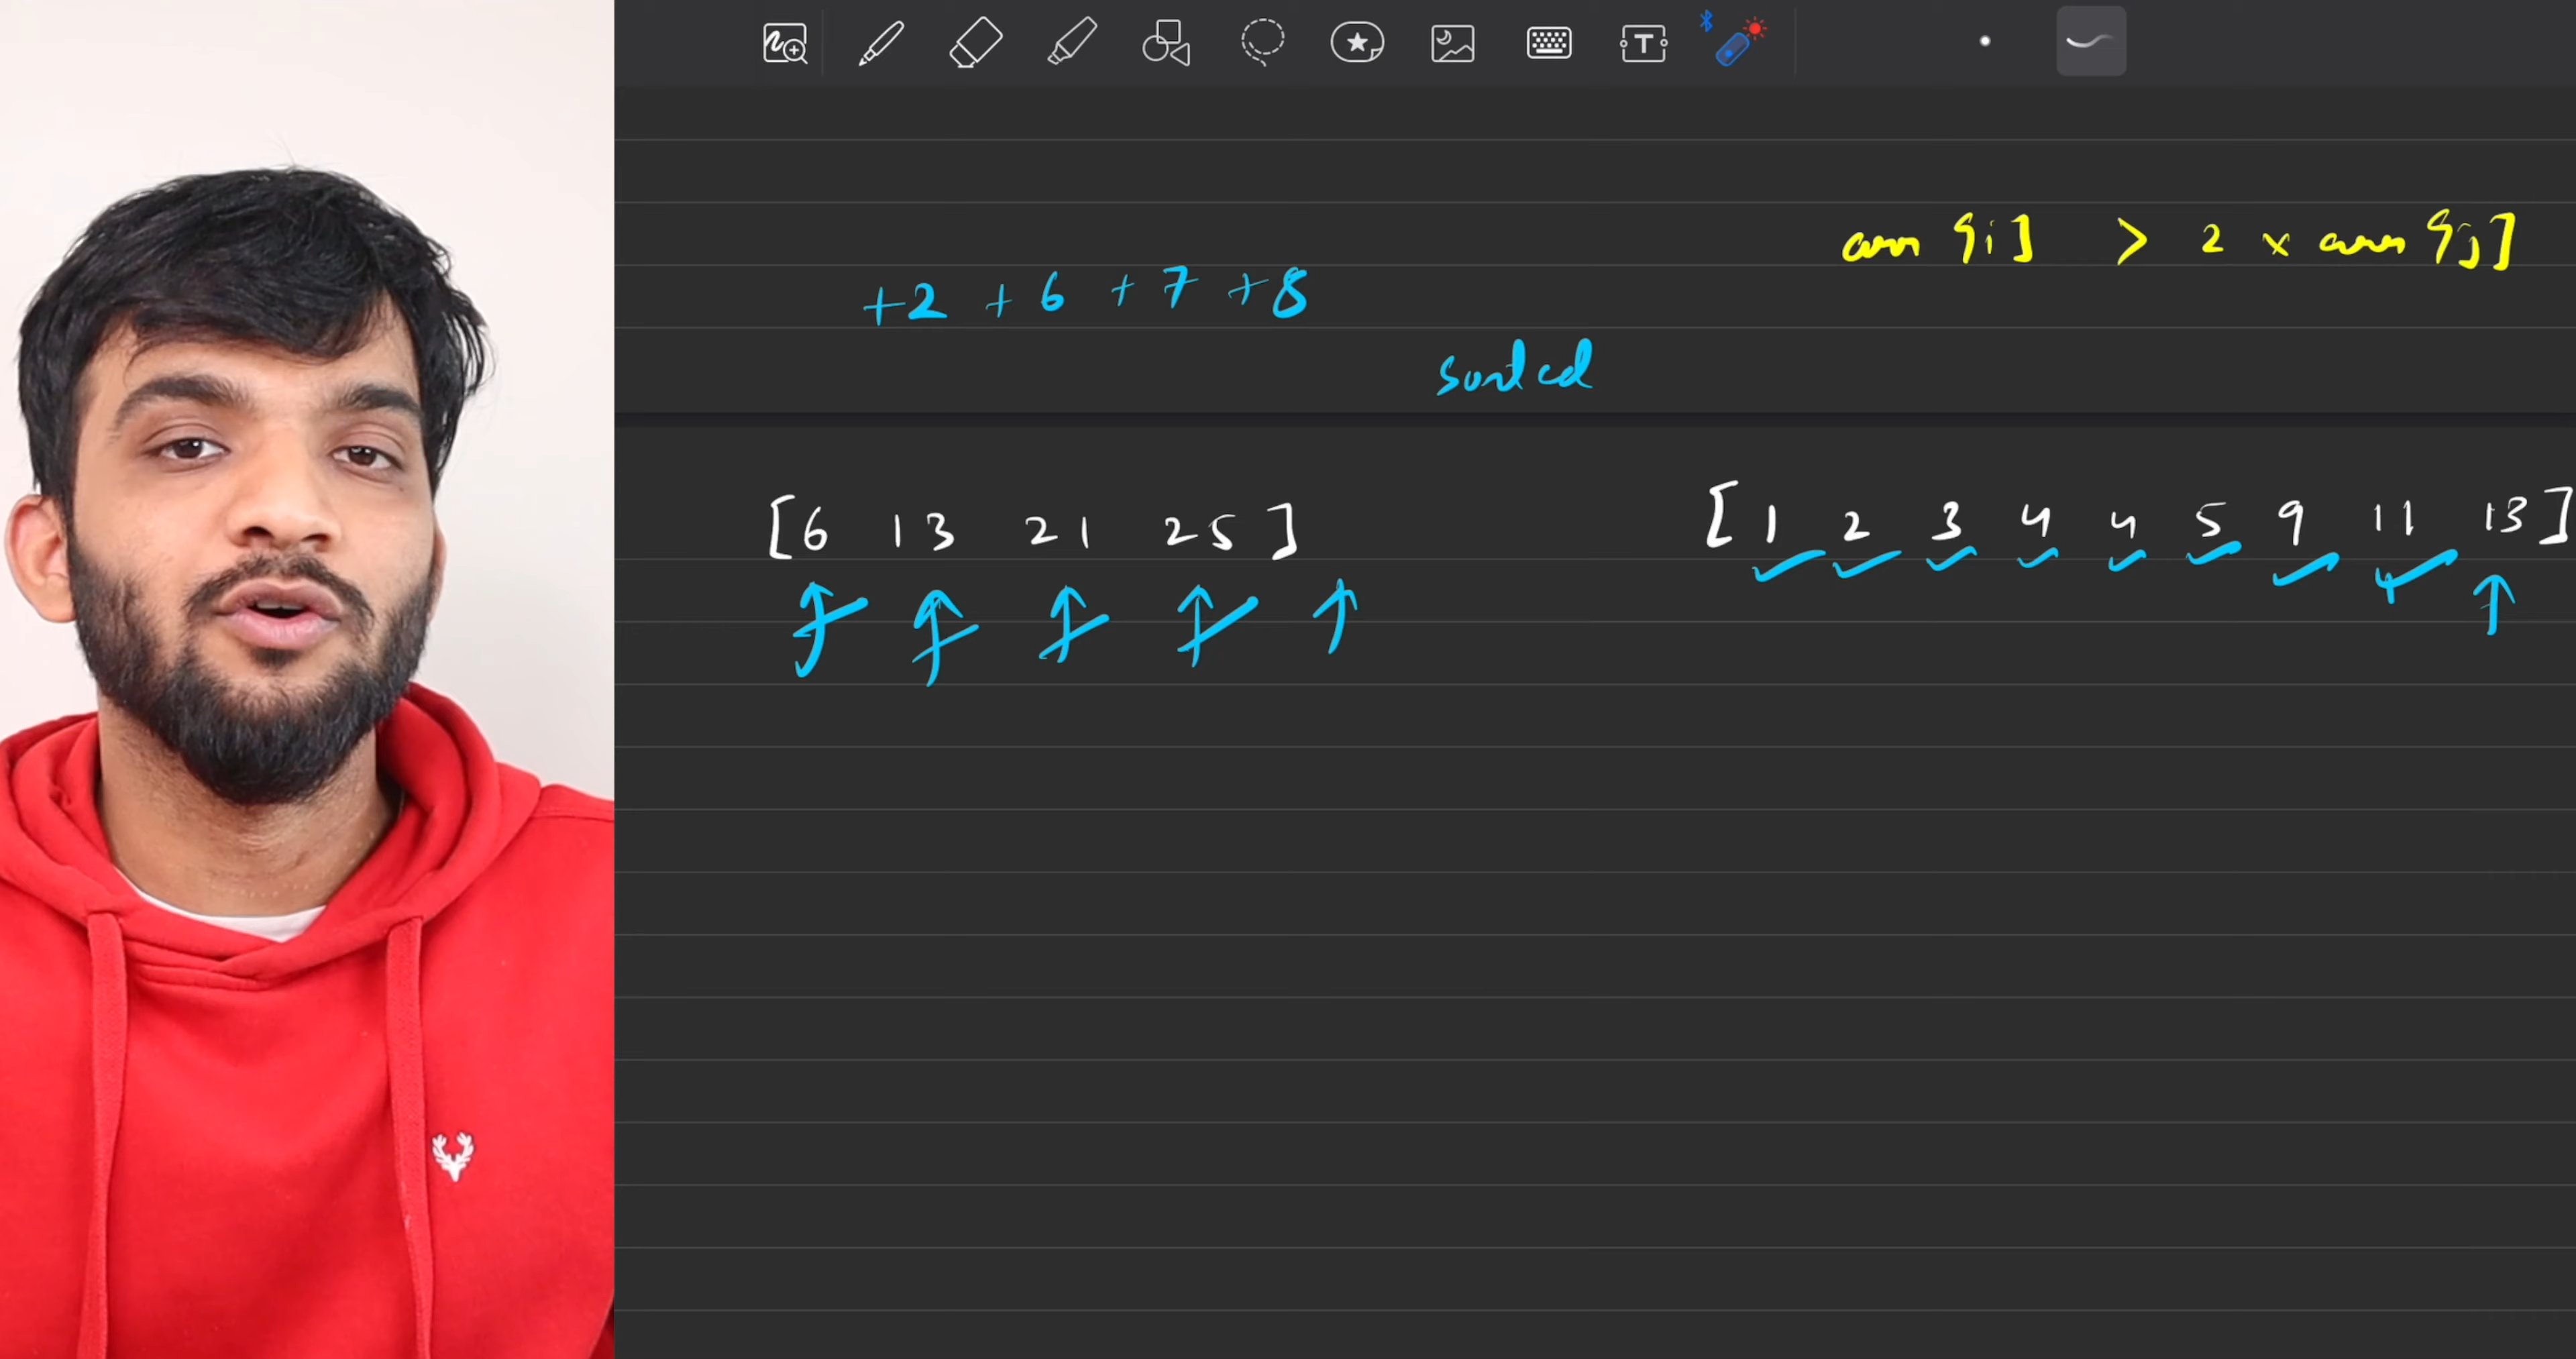 arr [i] > 2 x arr [j]
+2 + 6 + 7 + 8
sorted
[6 13 21 25]
[1 2 3 4 4 5 9 11 13]